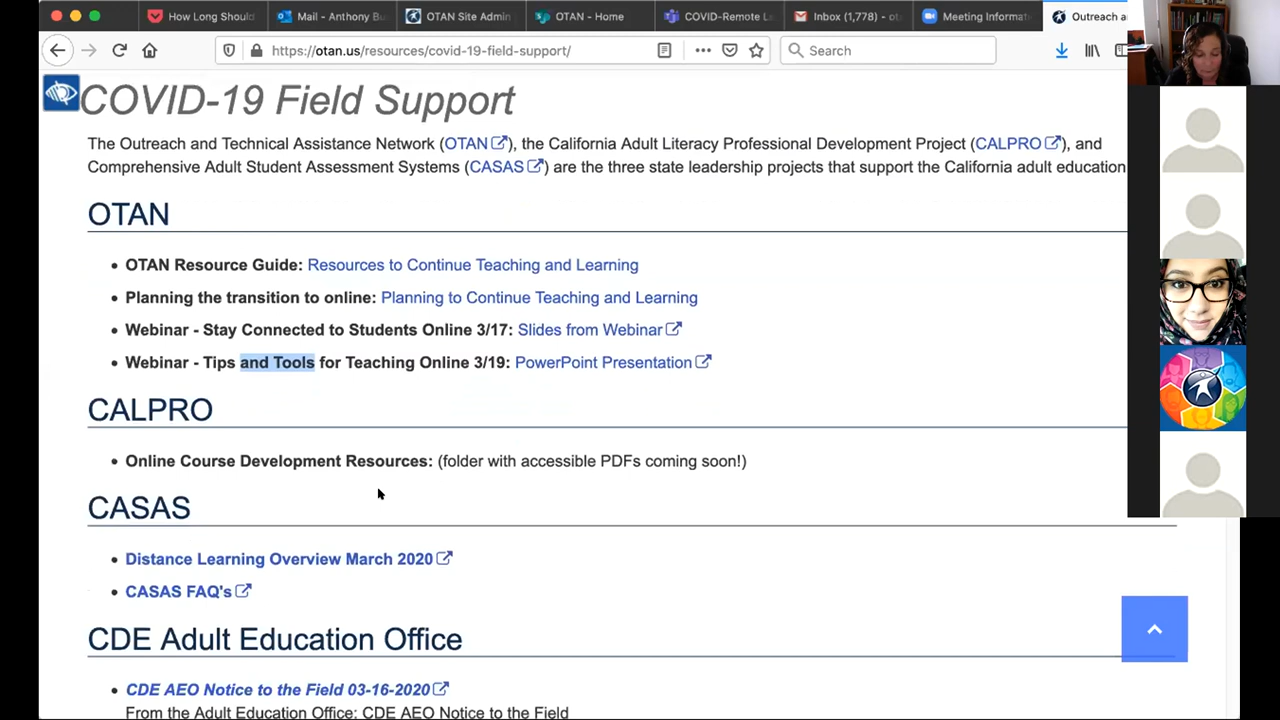 How Long Should
Mail - Anthony Bu
OTAN Site Admin
OTAN - Home
COVID-Remote L
Inbox (1,778) - ot
Meeting Informat
Outreach a
https://otan.us/resources/covid-19-field-support/
Search
COVID-19 Field Support
The Outreach and Technical Assistance Network (OTAN), the California Adult Literacy Professional Development Project (CALPRO), and
Comprehensive Adult Student Assessment Systems (CASAS) are the three state leadership projects that support the California adult education
OTAN
• OTAN Resource Guide: Resources to Continue Teaching and Learning
• Planning the transition to online: Planning to Continue Teaching and Learning
• Webinar - Stay Connected to Students Online 3/17: Slides from Webinar
• Webinar - Tips and Tools for Teaching Online 3/19: PowerPoint Presentation
CALPRO
• Online Course Development Resources: (folder with accessible PDFs coming soon!)
CASAS
• Distance Learning Overview March 2020
• CASAS FAQ's
CDE Adult Education Office
• CDE AEO Notice to the Field 03-16-2020
From the Adult Education Office: CDE AEO Notice to the Field